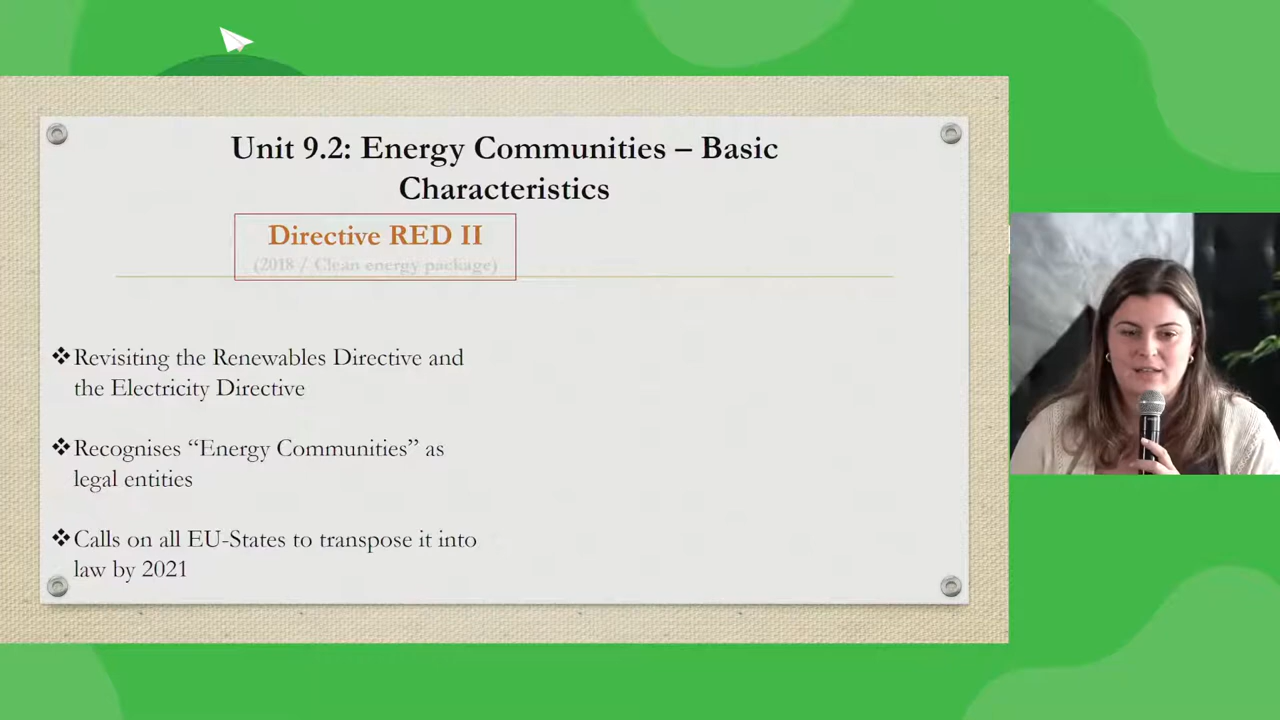 Unit 9.2: Energy Communities – Basic
Characteristics
Directive RED II
(2018 / Clean energy package)
❖Revisiting the Renewables Directive and
the Electricity Directive
❖Recognises “Energy Communities” as
legal entities
❖Calls on all EU-States to transpose it into
law by 2021